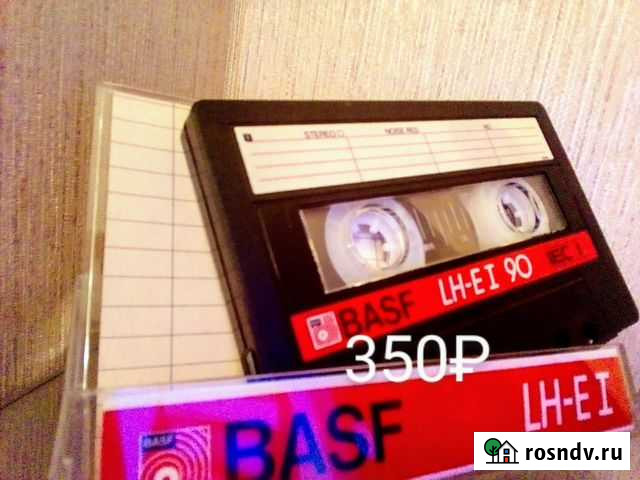 STEREO NOISE RED
BASF LH-EI 90 IEC I
350₽
BASF LH-EI
BASF
rosndv.ru